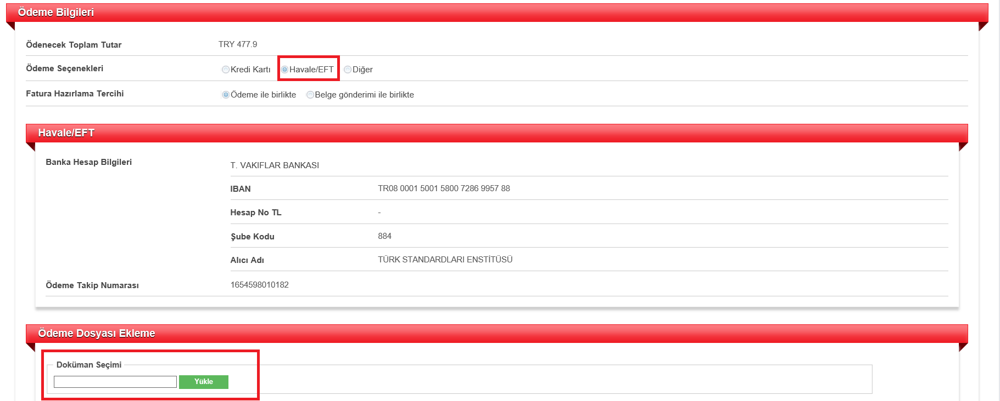 Ödeme Bilgileri
Ödenecek Toplam Tutar TRY 477.9
Ödeme Seçenekleri Kredi Kartı Havale/EFT Diğer
Fatura Hazırlama Tercihi Ödeme ile birlikte Belge gönderimi ile birlikte
Havale/EFT
Banka Hesap Bilgileri T. VAKIFLAR BANKASI
IBAN TR08 0001 5001 5800 7286 9957 88
Hesap No TL -
Şube Kodu 884
Alıcı Adı TÜRK STANDARDLARI ENSTİTÜSÜ
Ödeme Takip Numarası 1654598010182
Ödeme Dosyası Ekleme
Doküman Seçimi
Yükle